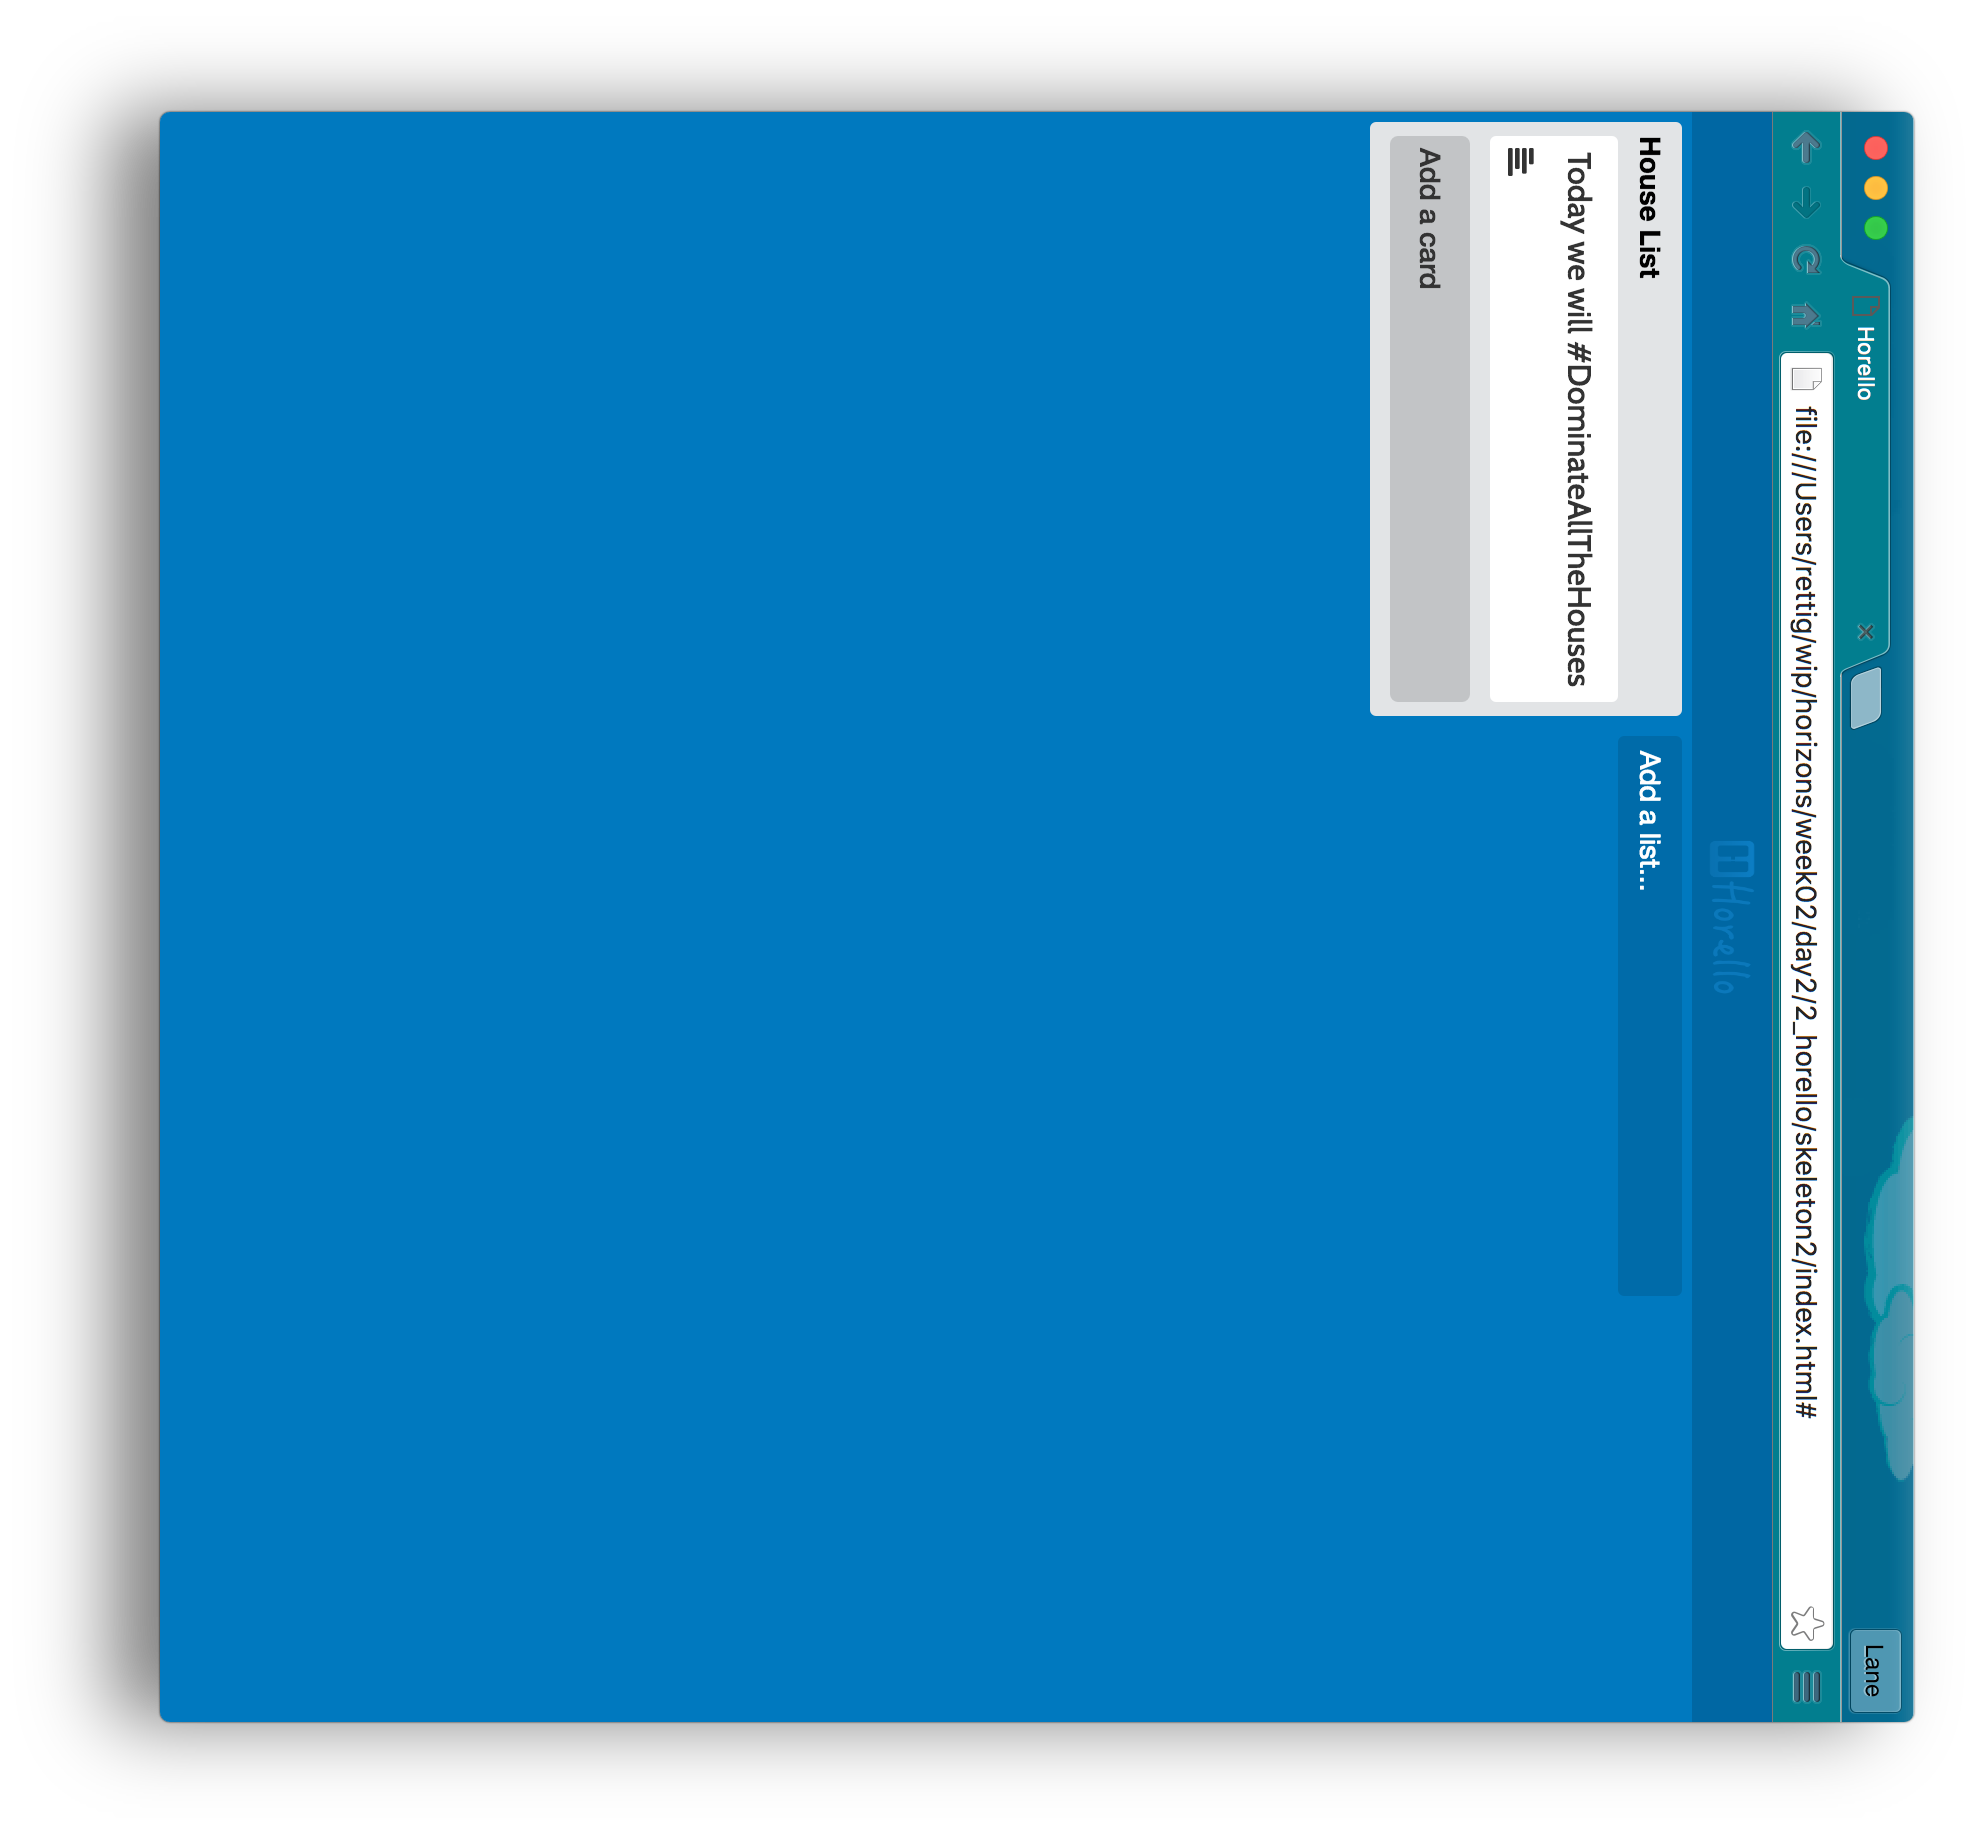 Horello
Lane
file:///Users/rettig/wip/horizons/week02/day2/2_horello/skeleton2/index.html#
Horello
House List
Add a list...
Today we will #DominateAllTheHouses
Add a card